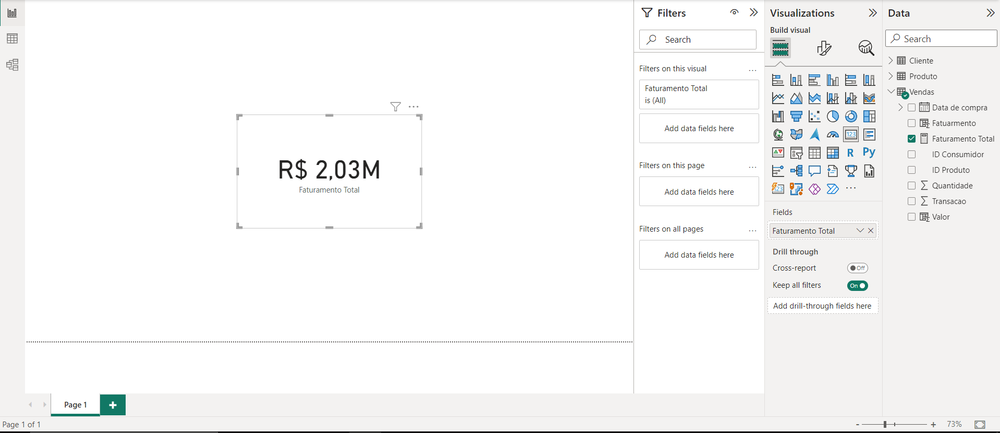 R$ 2,03M
Faturamento Total
Page 1
Page 1 of 1
Filters
Search
Filters on this visual
Faturamento Total
is (All)
Add data fields here
Filters on this page
Add data fields here
Filters on all pages
Add data fields here
Visualizations
Build visual
123
R
Py
123
Fields
Faturamento Total
Drill through
Cross-report
Off
Keep all filters
On
Add drill-through fields here
Data
Search
Cliente
Produto
Vendas
Data de compra
Fatuarmento
Faturamento Total
ID Consumidor
ID Produto
Quantidade
Transacao
Valor
73%